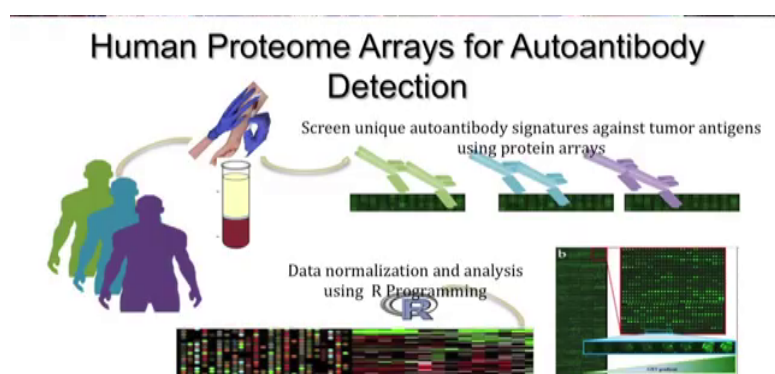 Human Proteome Arrays for Autoantibody
Detection
Screen unique autoantibody signatures against tumor antigens
using protein arrays
Data normalization and analysis
using R Programming
R
b